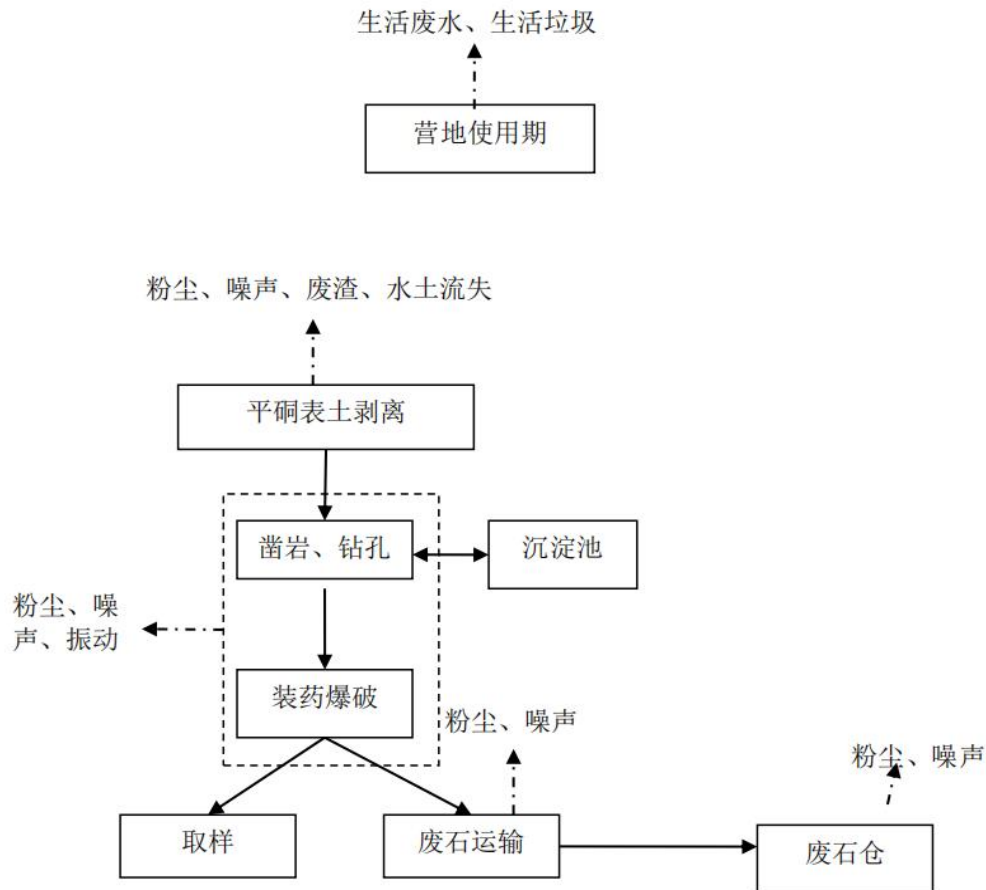 生活废水、生活垃圾
营地使用期
粉尘、噪声、废渣、水土流失
平硐表土剥离
凿岩、钻孔
沉淀池
粉尘、噪
声、振动
装药爆破
粉尘、噪声
粉尘、噪声
取样
废石运输
废石仓